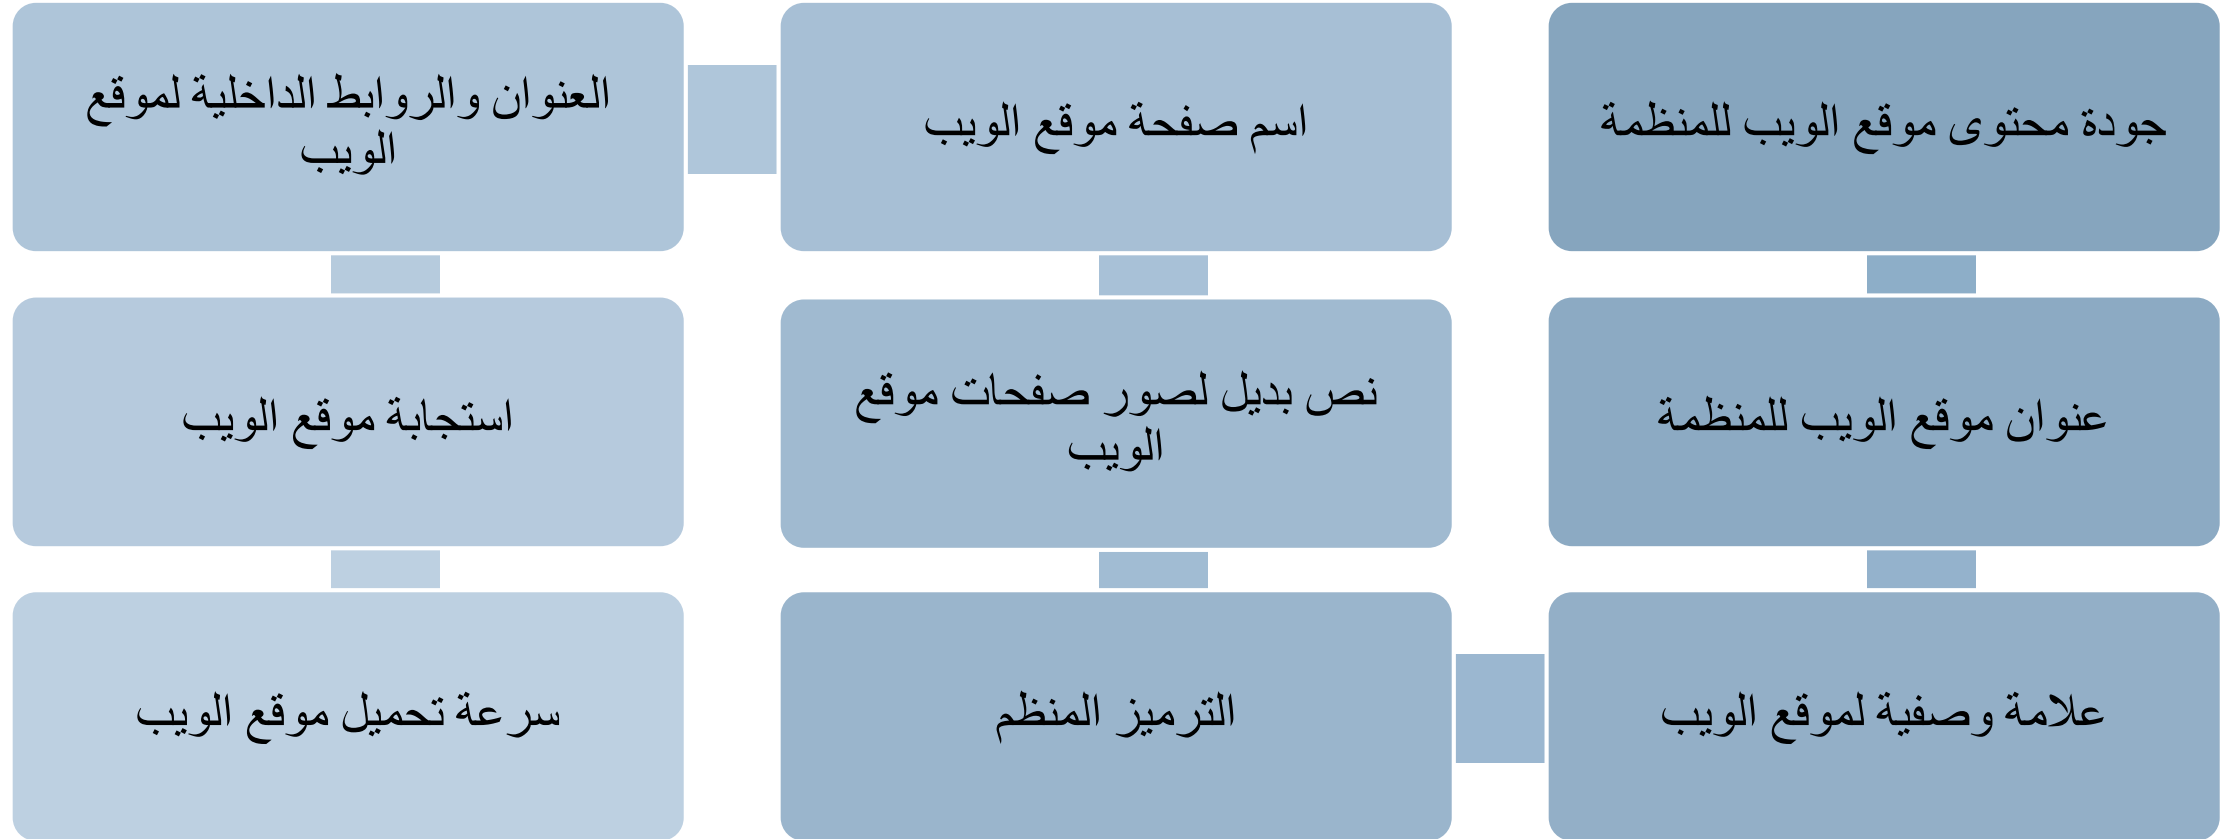 جودة محتوى موقع الويب للمنظمة
عنوان موقع الويب للمنظمة
علامة وصفية لموقع الويب
الترميز المنظم
نص بديل لصور صفحات موقع
الويب
اسم صفحة موقع الويب
العنوان والروابط الداخلية لموقع
الويب
استجابة موقع الويب
سرعة تحميل موقع الويب